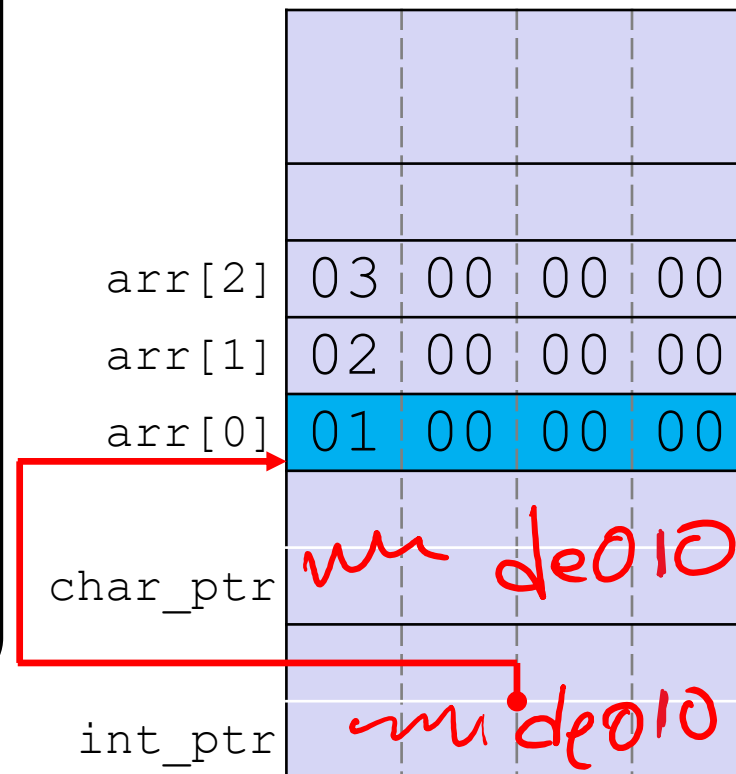 arr[2] 03 00 00 00
arr[1] 02 00 00 00
arr[0] 01 00 00 00
char_ptr de010
int_ptr de010